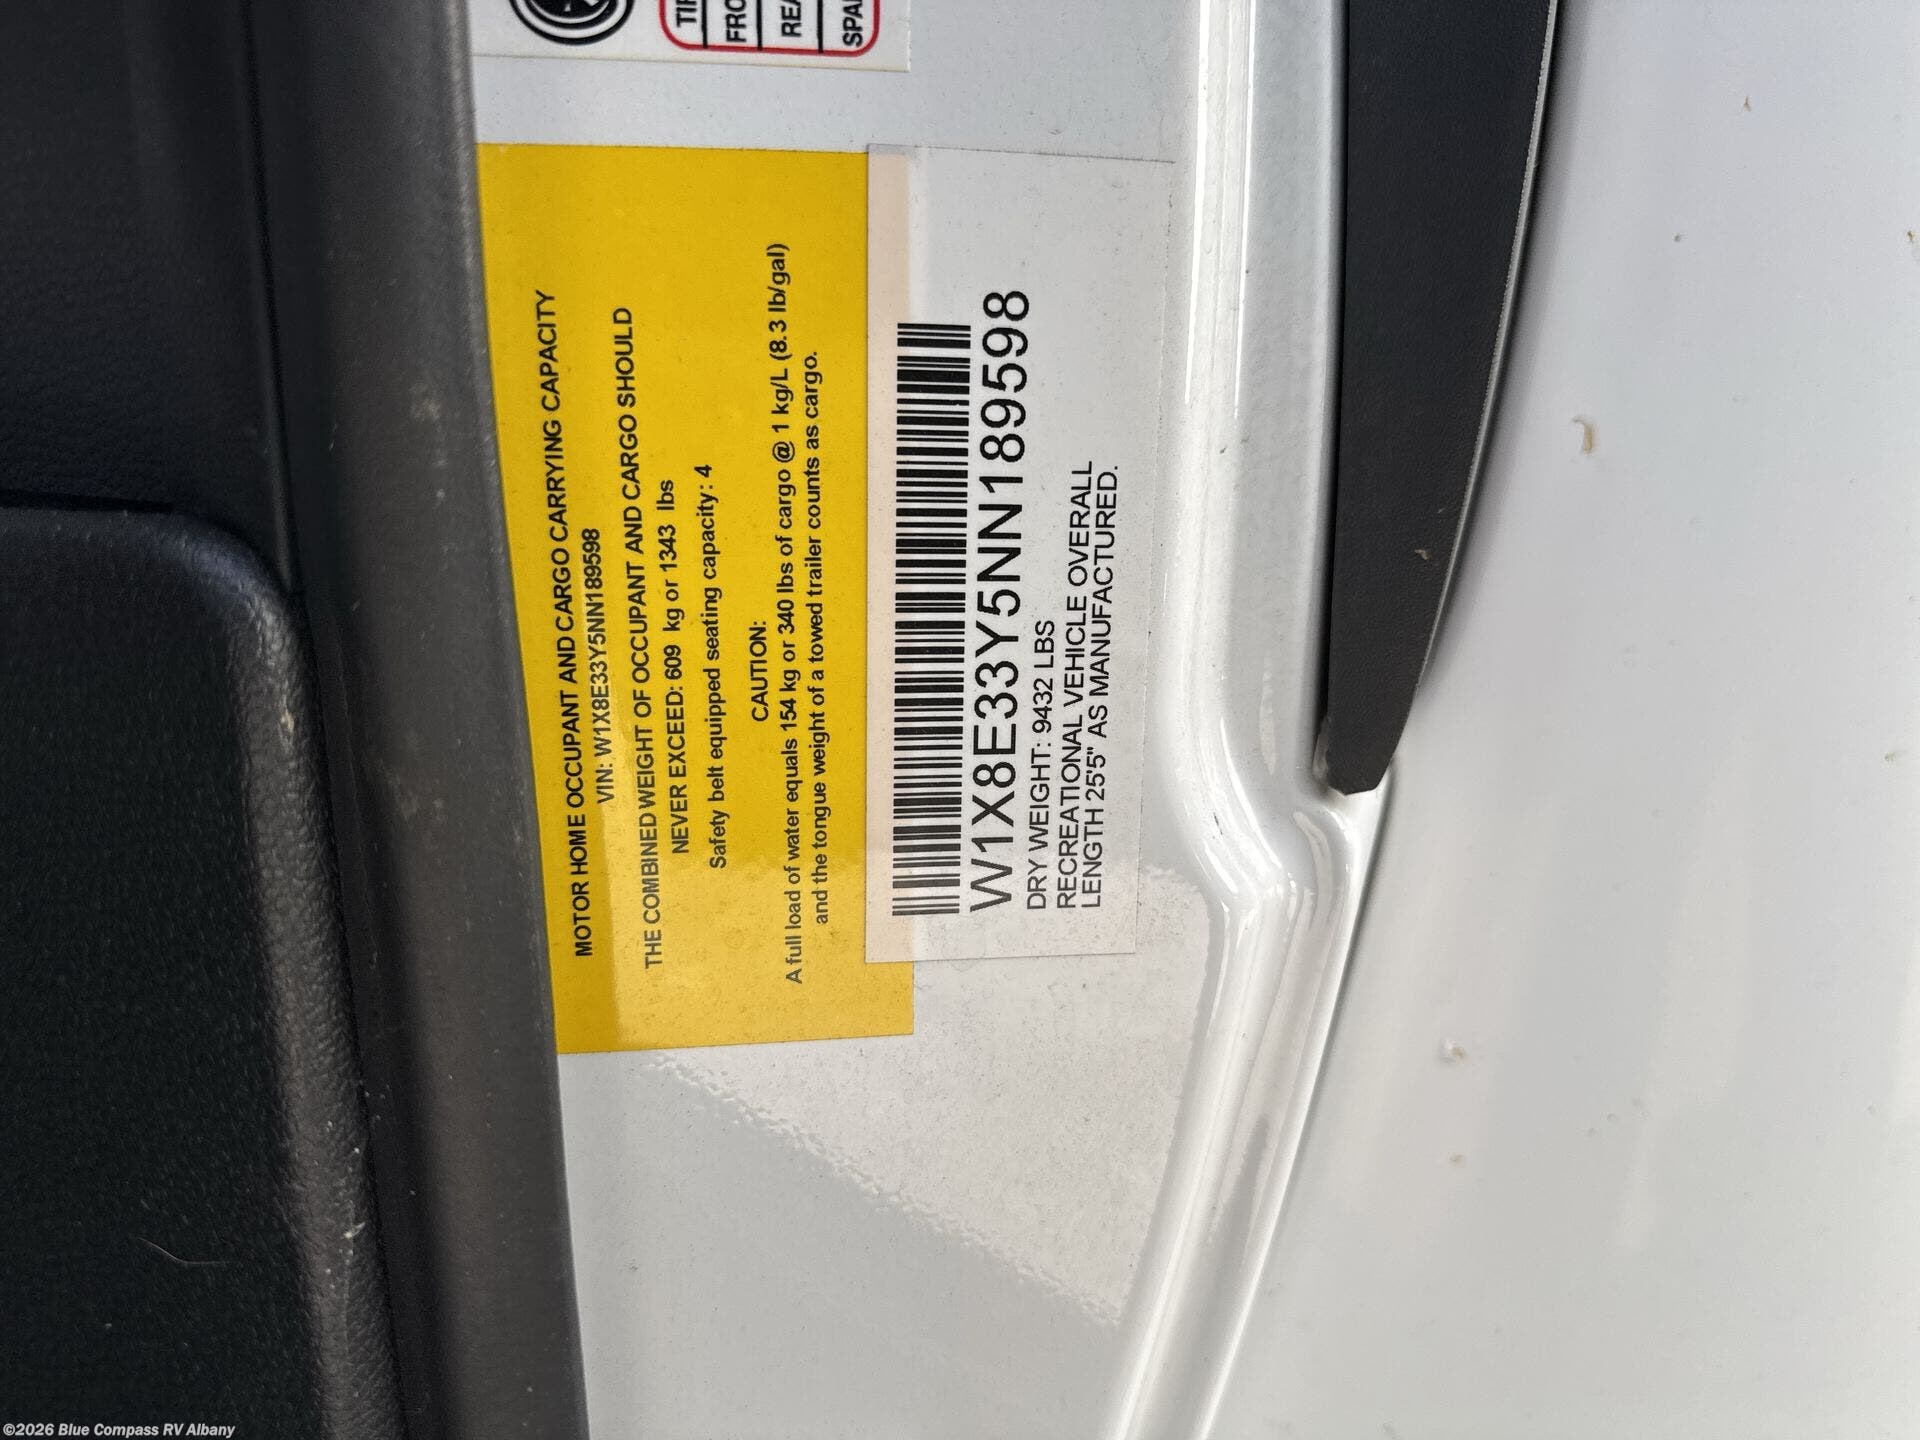 TI
FRO
REA
SPA
MOTOR HOME OCCUPANT AND CARGO CARRYING CAPACITY
VIN: W1X8E33Y5NN189598
THE COMBINED WEIGHT OF OCCUPANT AND CARGO SHOULD
NEVER EXCEED: 609 kg or 1343 lbs
Safety belt equipped seating capacity: 4
CAUTION:
A full load of water equals 154 kg or 340 lbs of cargo @ 1 kg/L (8.3 lb/gal)
and the tongue weight of a towed trailer counts as cargo.
W1X8E33Y5NN189598
DRY WEIGHT: 9432 LBS
RECREATIONAL VEHICLE OVERALL
LENGTH 25'5" AS MANUFACTURED.
©2026 Blue Compass RV Albany